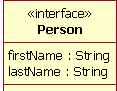 «interface»
Person
firstName : String
lastName : String